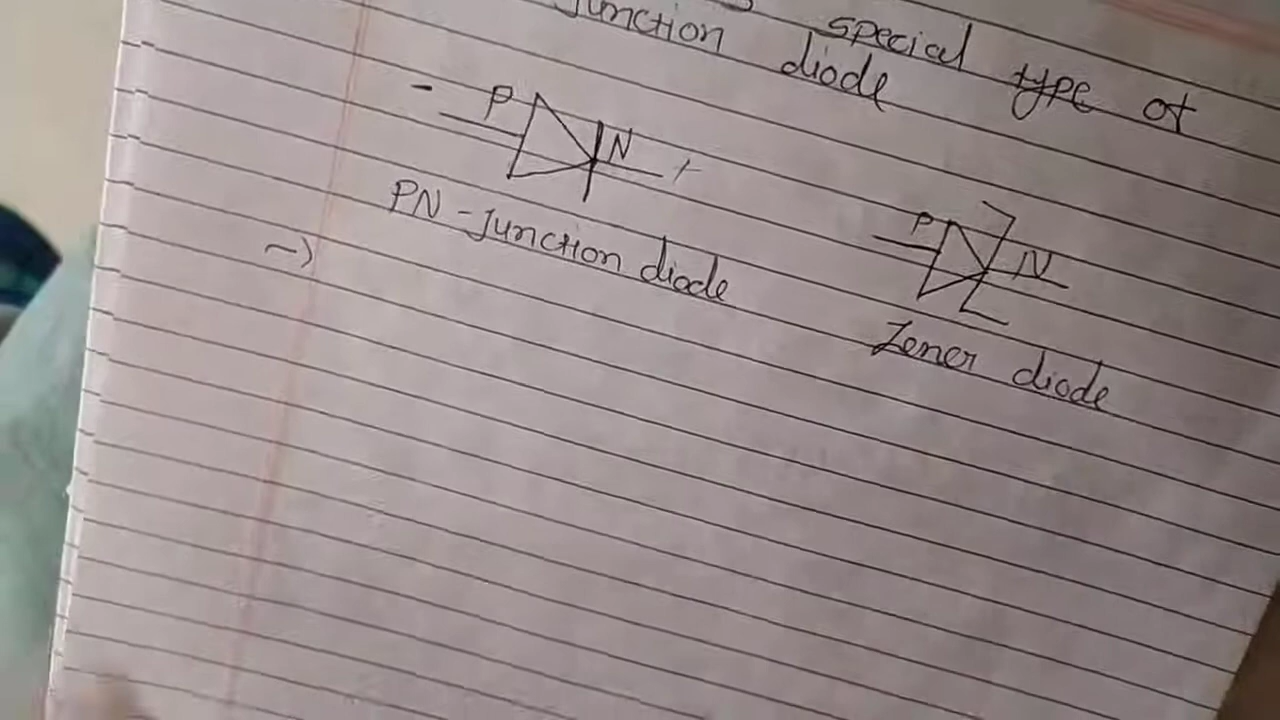 special type of
Junction diode
- P N +
PN-Junction diode
P N
Zener diode
~)